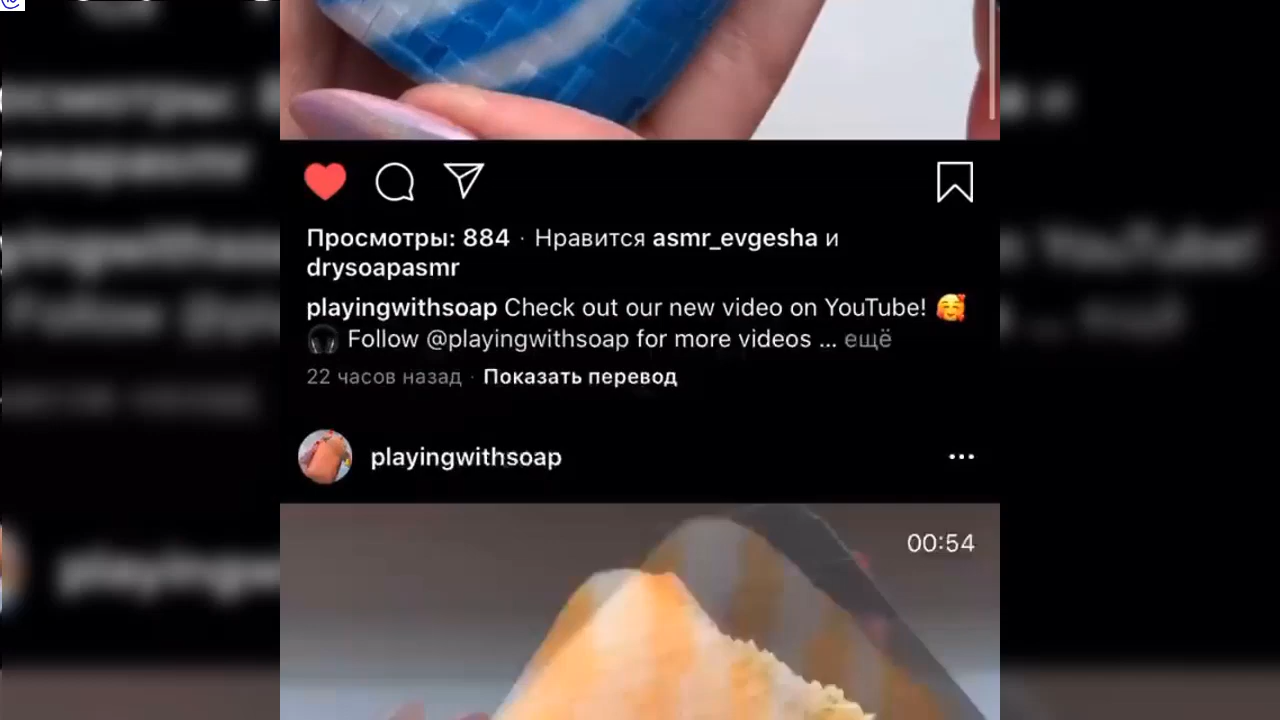 Просмотры: 884 · Нравится asmr_evgesha и
drysoapasmr
playingwithsoap Check out our new video on YouTube! 🥰
🎧 Follow @playingwithsoap for more videos ... ещё
22 часов назад · Показать перевод
playingwithsoap
00:54